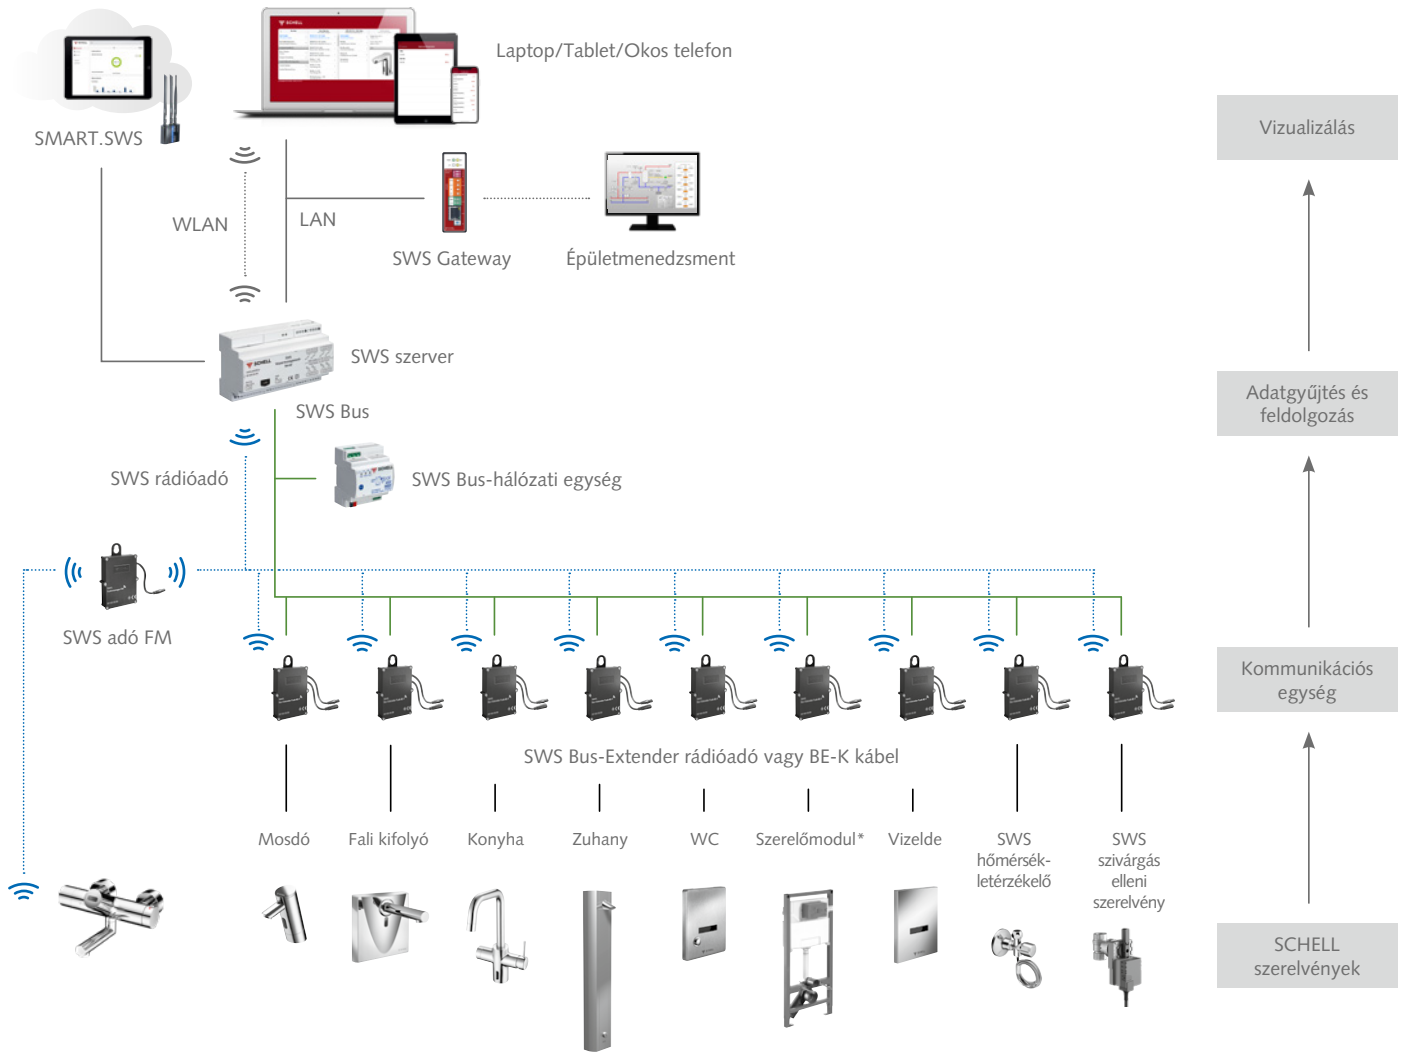 Laptop/Tablet/Okos telefon
SCHELL
SMART.SWS
WLAN
LAN
SWS Gateway
Épületmenedzsment
SWS szerver
SCHELL
SWS Bus
SWS rádióadó
SWS Bus-hálózati egység
SWS adó FM
SWS Bus-Extender rádióadó vagy BE-K kábel
Mosdó
Fali kifolyó
Konyha
Zuhany
WC
Szerelőmodul*
Vizelde
SWS
hőmérsék-
letérzékelő
SWS
szivárgás
elleni
szerelvény
Vizualizálás
Adatgyűjtés és
feldolgozás
Kommunikációs
egység
SCHELL
szerelvények